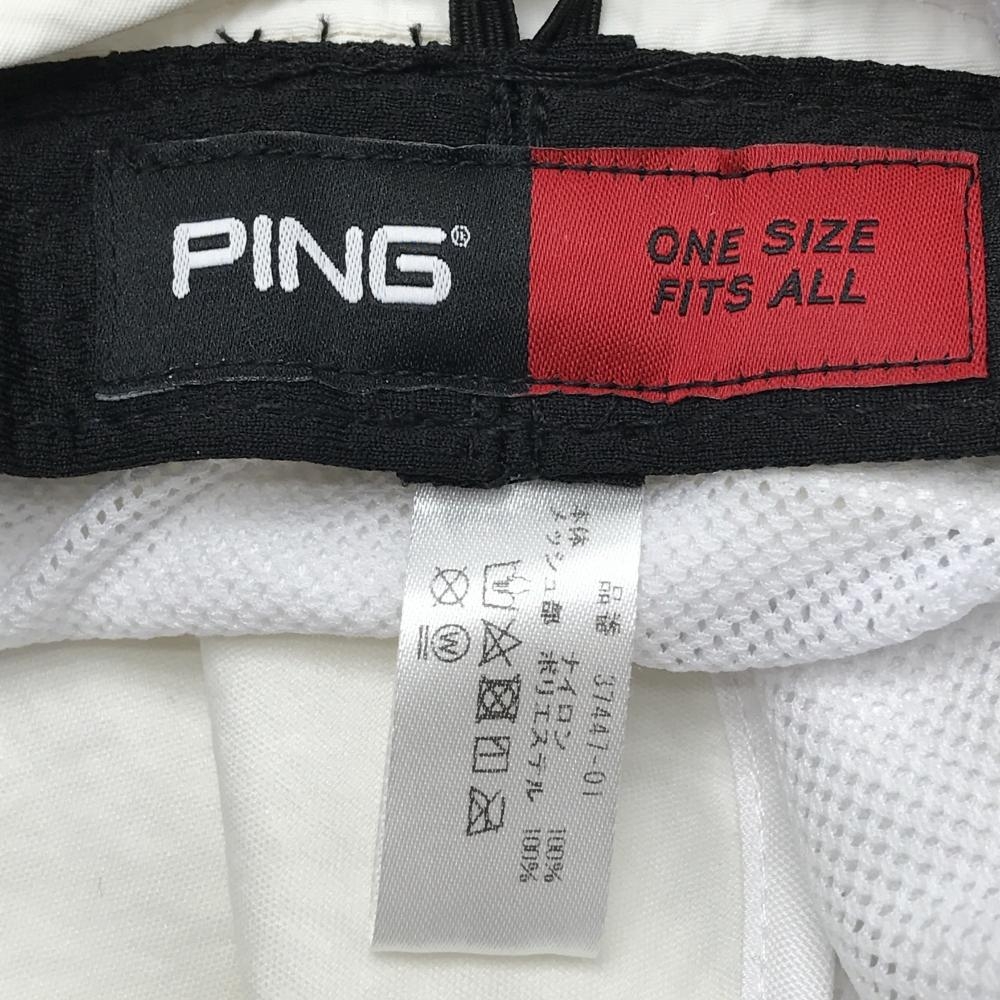 PING®
ONE SIZE
FITS ALL
品番 37447-01
本体 ナイロン 100%
メッシュ部 ポリエステル 100%
W